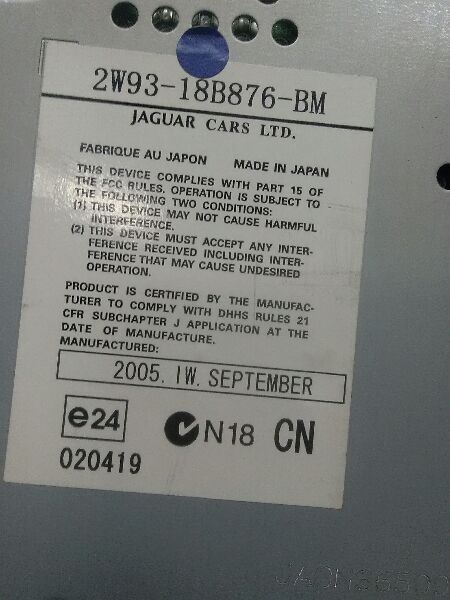 2W93-18B876-BM
JAGUAR CARS LTD.
FABRIQUE AU JAPON MADE IN JAPAN
THIS DEVICE COMPLIES WITH PART 15 OF
THE FCC RULES. OPERATION IS SUBJECT TO
THE FOLLOWING TWO CONDITIONS:
(1) THIS DEVICE MAY NOT CAUSE HARMFUL
INTERFERENCE.
(2) THIS DEVICE MUST ACCEPT ANY INTER-
FERENCE RECEIVED INCLUDING INTER-
FERENCE THAT MAY CAUSE UNDESIRED
OPERATION.
PRODUCT IS CERTIFIED BY THE MANUFAC-
TURER TO COMPLY WITH DHHS RULES 21
CFR SUBCHAPTER J APPLICATION AT THE
DATE OF MANUFACTURE.
MANUFACTURED:
2005. 1W. SEPTEMBER
e24 N18 CN
020419